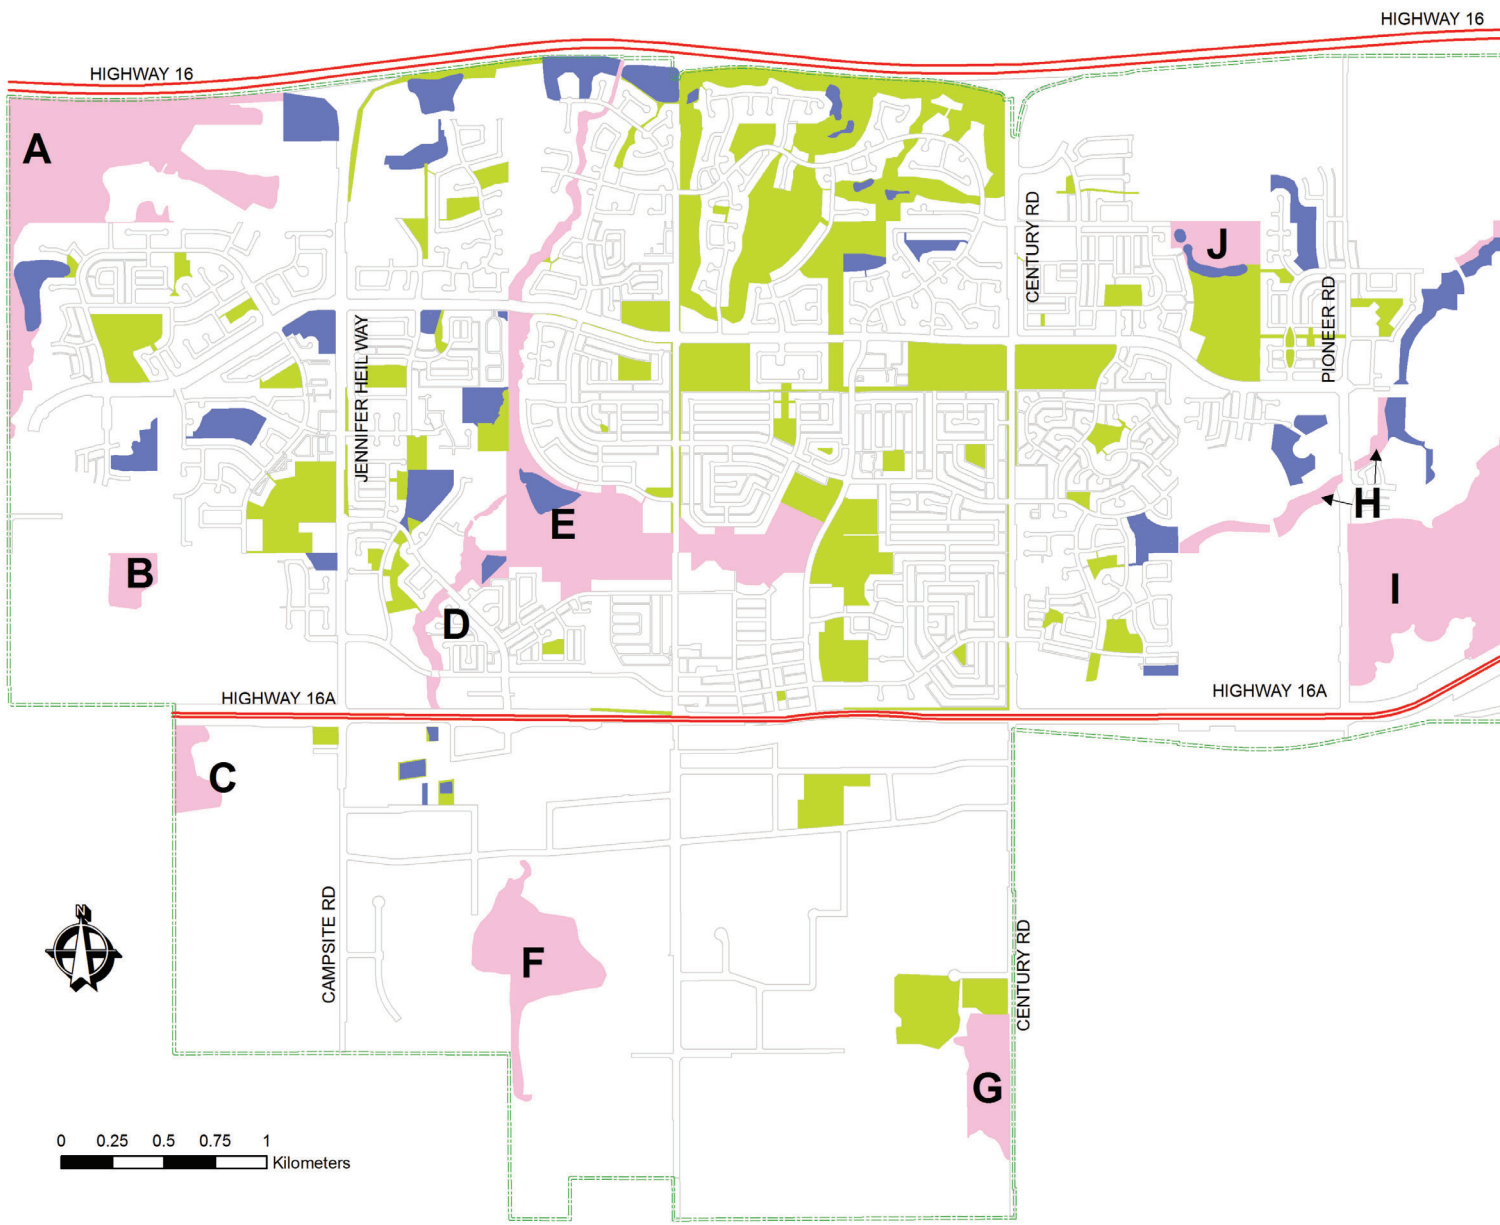 HIGHWAY 16
HIGHWAY 16
A
J
CENTURY RD
PIONEER RD
JENNIFER HEIL WAY
H
E
B
I
D
HIGHWAY 16A
HIGHWAY 16A
C
CAMPSITE RD
N
F
CENTURY RD
G
0 0.25 0.5 0.75 1
Kilometers